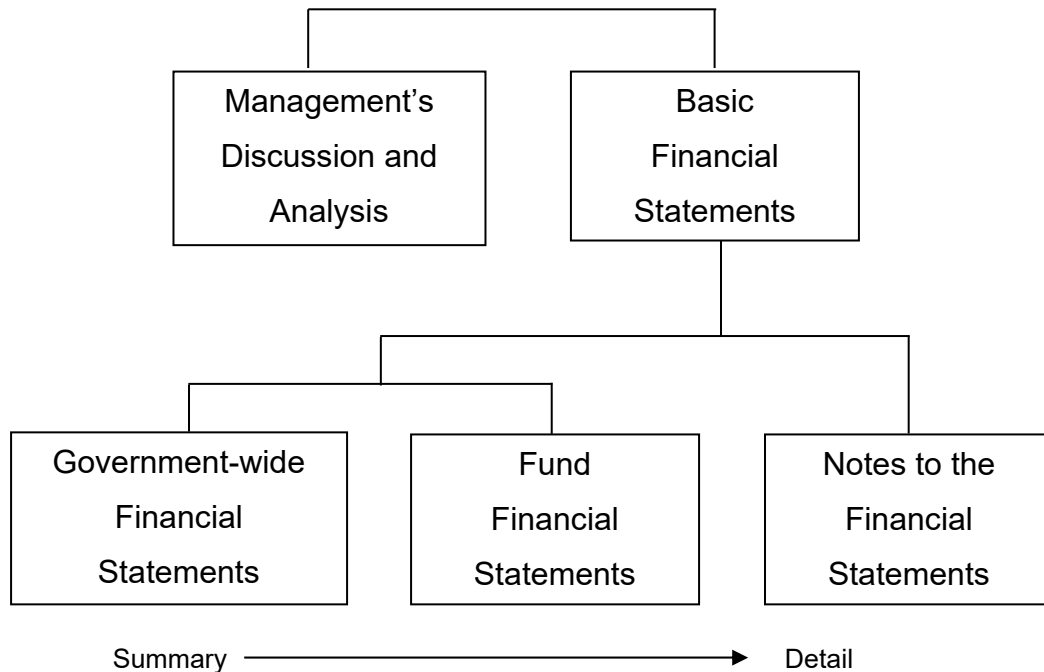 Management’s
Discussion and
Analysis
Basic
Financial
Statements
Government-wide
Financial
Statements
Fund
Financial
Statements
Notes to the
Financial
Statements
Summary
Detail